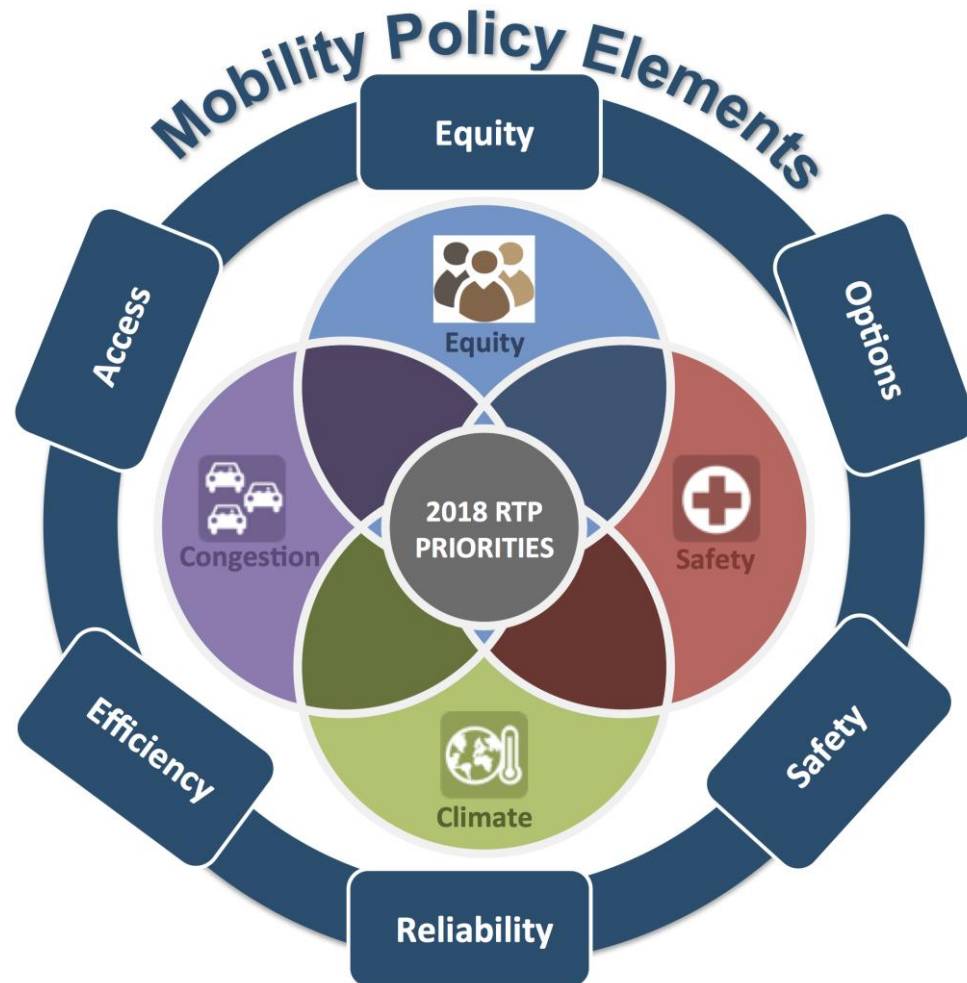 Mobility Policy Elements
Equity
Access
Options
Equity
2018 RTP
PRIORITIES
Congestion
Safety
Efficiency
Safety
Climate
Reliability